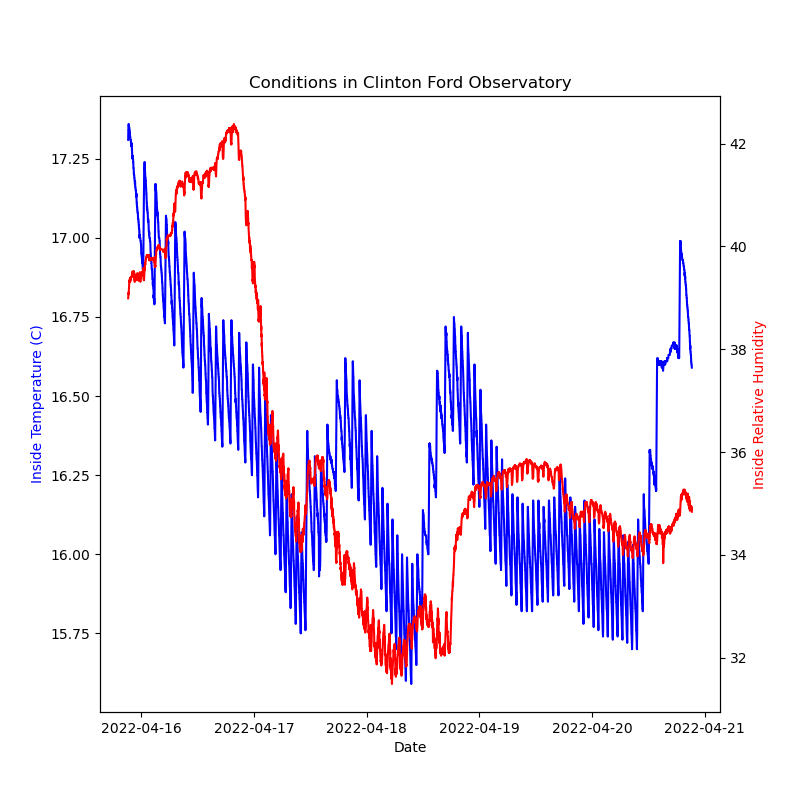 Conditions in Clinton Ford Observatory
17.25
17.00
16.75
16.50
16.25
16.00
15.75
Inside Temperature (C)
42
40
38
36
34
32
Inside Relative Humidity
2022-04-16 2022-04-17 2022-04-18 2022-04-19 2022-04-20 2022-04-21
Date